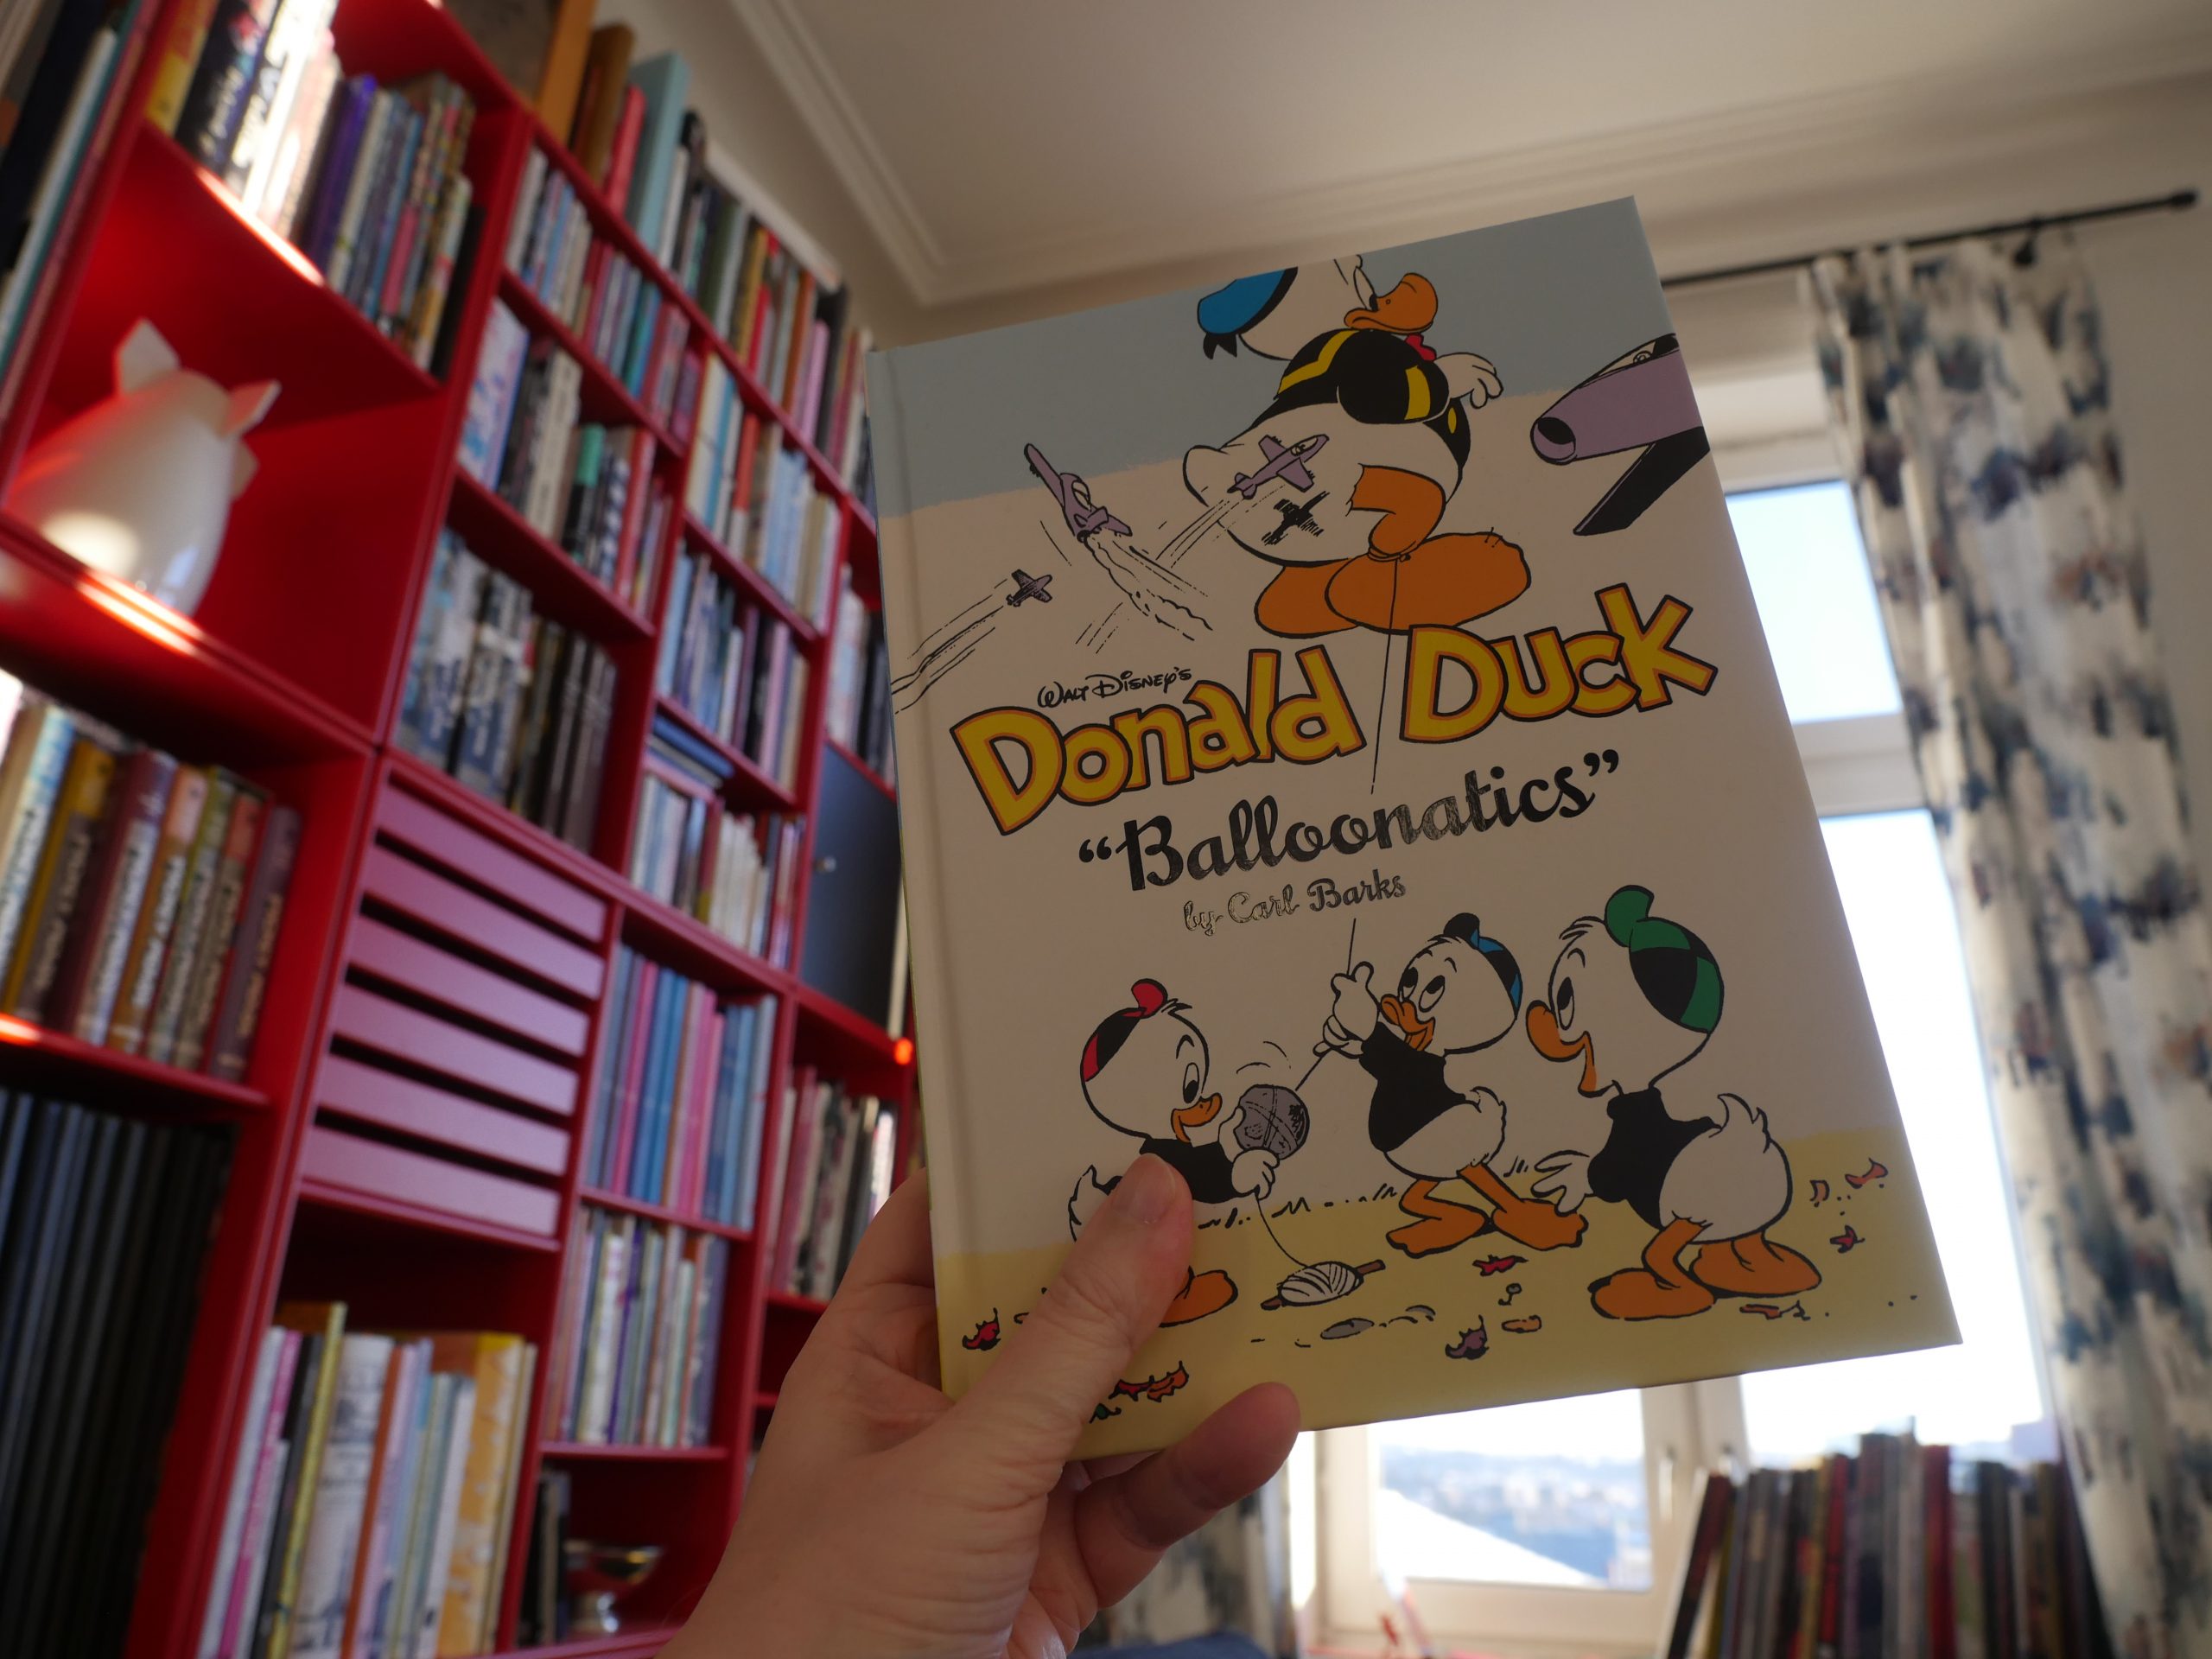 Walt Disney's
Donald Duck
“Balloonatics”
by Carl Barks